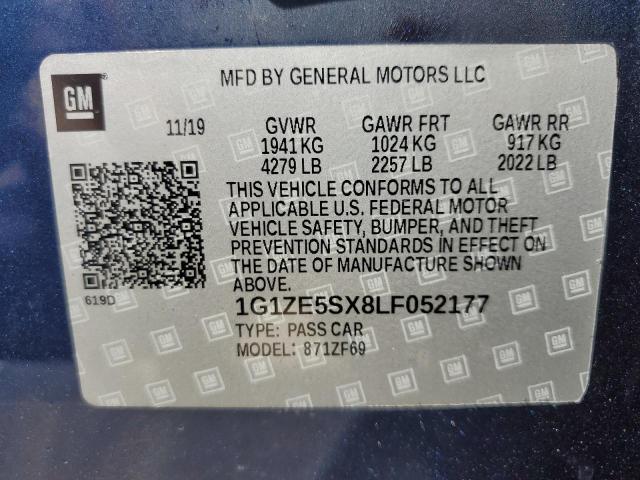 MFD BY GENERAL MOTORS LLC
GM
11/19 GVWR GAWR FRT GAWR RR
1941 KG 1024 KG 917 KG
4279 LB 2257 LB 2022 LB
THIS VEHICLE CONFORMS TO ALL
APPLICABLE U.S. FEDERAL MOTOR
VEHICLE SAFETY, BUMPER, AND THEFT
PREVENTION STANDARDS IN EFFECT ON
THE DATE OF MANUFACTURE SHOWN
ABOVE.
619D
1G1ZE5SX8LF052177
TYPE: PASS CAR
MODEL: 871ZF69